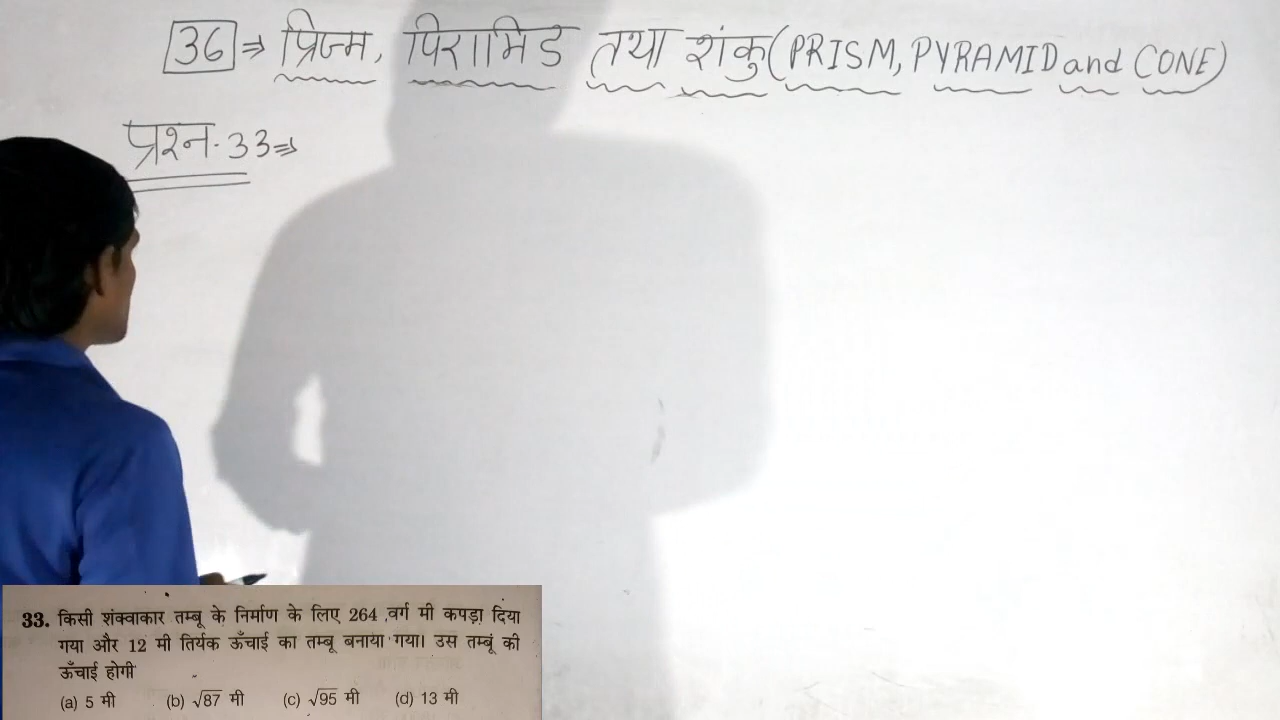 36 ⇒ प्रिज्म, पिरामिड तथा शंकु(PRISM, PYRAMID and CONE)
प्रश्न. 33⇒
33. किसी शंक्वाकार तम्बू के निर्माण के लिए 264 वर्ग मी कपड़ा दिया
गया और 12 मी तिर्यक ऊँचाई का तम्बू बनाया गया। उस तम्बूं की
ऊँचाई होगी
(a) 5 मी (b) √87 मी (c) √95 मी (d) 13 मी